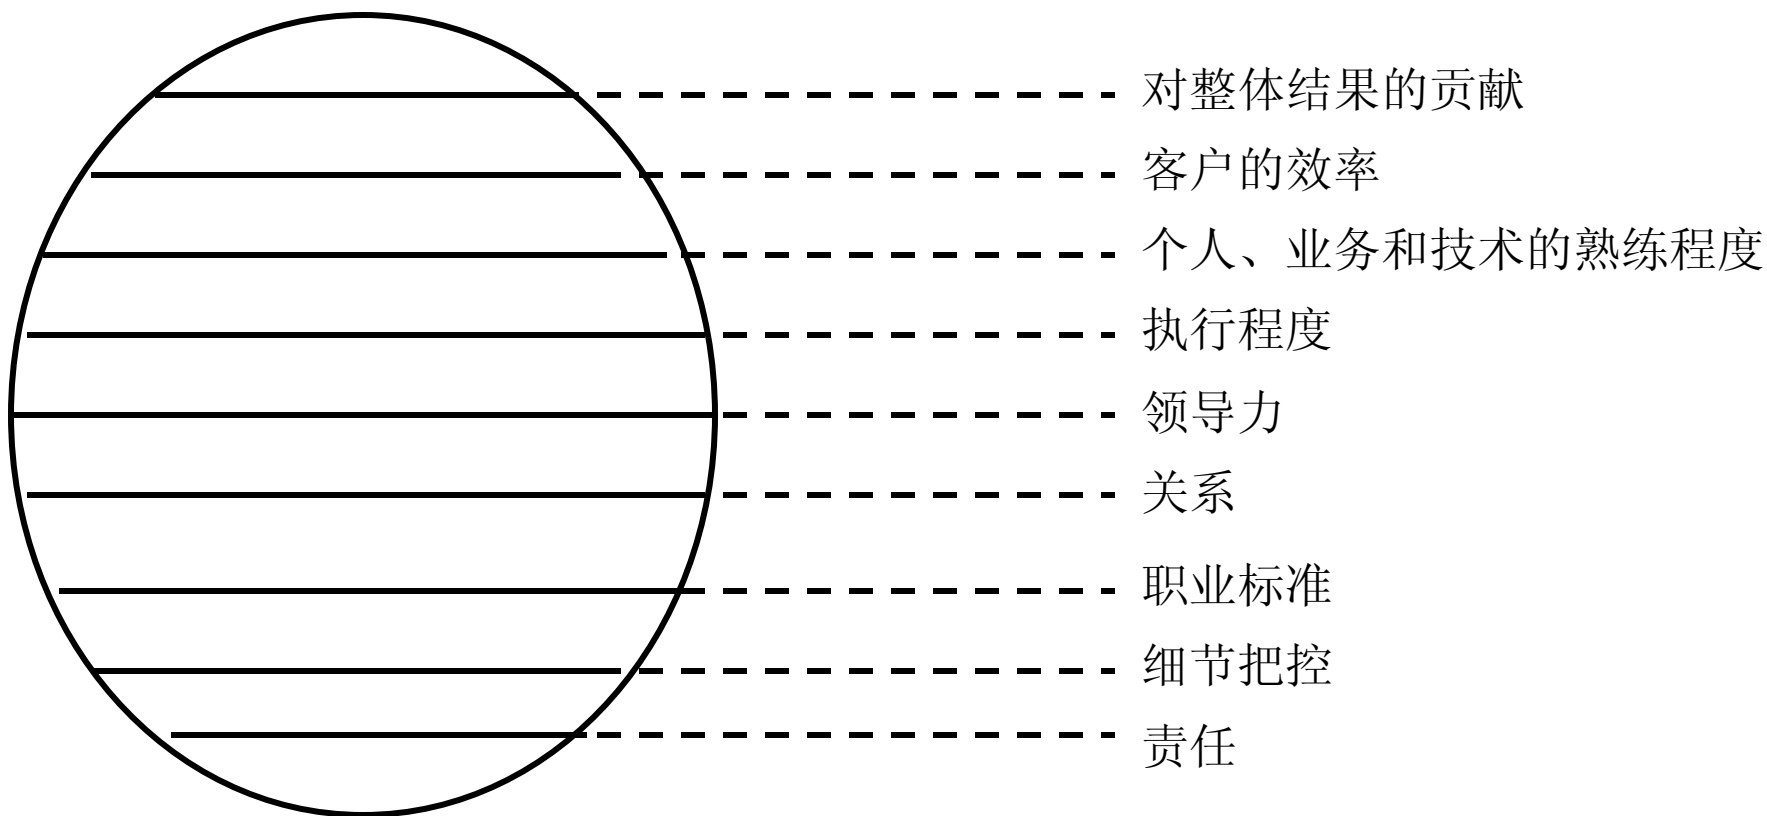 对整体结果的贡献
客户的效率
个人、业务和技术的熟练程度
执行程度
领导力
关系
职业标准
细节把控
责任